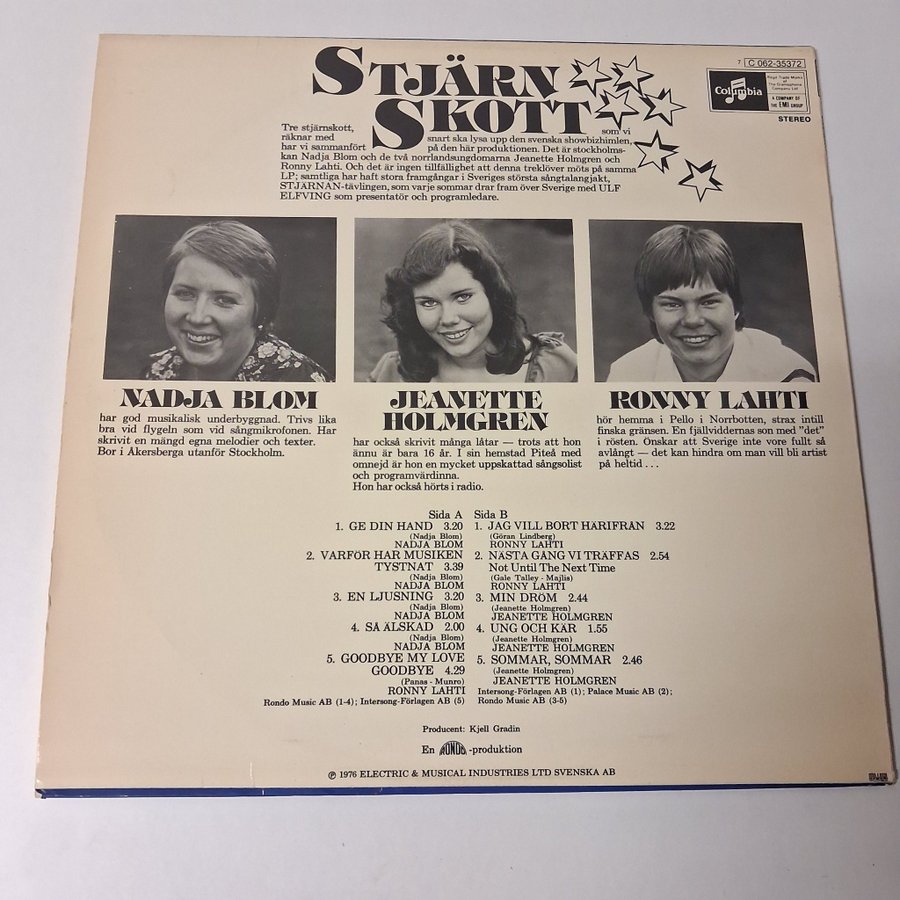 STJÄRN
SKOTT
7 C 062-35372
Columbia
Regd. Trade Marks
of
The Gramophone
Company Ltd
A COMPANY OF
THE EMI GROUP
STEREO
Tre stjärnskott, som vi
räknar med snart ska lysa upp den svenska showbizhimlen,
har vi sammanfört på den här produktionen. Det är stockholms-
kan Nadja Blom och de två norrlandsungdomarna Jeanette Holmgren och
Ronny Lahti. Och det är ingen tillfällighet att denna treklöver möts på samma
LP; samtliga har haft stora framgångar i Sveriges största sångtalangjakt,
STJÄRNAN-tävlingen, som varje sommar drar fram över Sverige med ULF
ELFVING som presentatör och programledare.
NADJA BLOM
har god musikalisk underbyggnad. Trivs lika
bra vid flygeln som vid sångmikrofonen. Har
skrivit en mängd egna melodier och texter.
Bor i Åkersberga utanför Stockholm.
JEANETTE
HOLMGREN
har också skrivit många låtar — trots att hon
ännu är bara 16 år. I sin hemstad Piteå med
omnejd är hon en mycket uppskattad sångsolist
och programvärdinna.
Hon har också hörts i radio.
RONNY LAHTI
hör hemma i Pello i Norrbotten, strax intill
finska gränsen. En fjällviddernas son med "det"
i rösten. Önskar att Sverige inte vore fullt så
avlångt — det kan hindra om man vill bli artist
på heltid . . .
Sida A
1. GE DIN HAND 3.20
(Nadja Blom)
NADJA BLOM
2. VARFÖR HAR MUSIKEN
TYSTNAT 3.39
(Nadja Blom)
NADJA BLOM
3. EN LJUSNING 3.20
(Nadja Blom)
NADJA BLOM
4. SÅ ÄLSKAD 2.00
(Nadja Blom)
NADJA BLOM
5. GOODBYE MY LOVE
GOODBYE 4.29
(Panas - Munro)
RONNY LAHTI
Rondo Music AB (1-4); Intersong-Förlagen AB (5)
Sida B
1. JAG VILL BORT HÄRIFRÅN 3.22
(Göran Lindberg)
RONNY LAHTI
2. NÄSTA GÅNG VI TRÄFFAS 2.54
Not Until The Next Time
(Gale Talley - Majlis)
RONNY LAHTI
3. MIN DRÖM 2.44
(Jeanette Holmgren)
JEANETTE HOLMGREN
4. UNG OCH KÄR 1.55
(Jeanette Holmgren)
JEANETTE HOLMGREN
5. SOMMAR, SOMMAR 2.46
(Jeanette Holmgren)
JEANETTE HOLMGREN
Intersong-Förlagen AB (1); Palace Music AB (2);
Rondo Music AB (3-5)
Producent: Kjell Gradin
En RONDO -produktion
℗ 1976 ELECTRIC & MUSICAL INDUSTRIES LTD SVENSKA AB